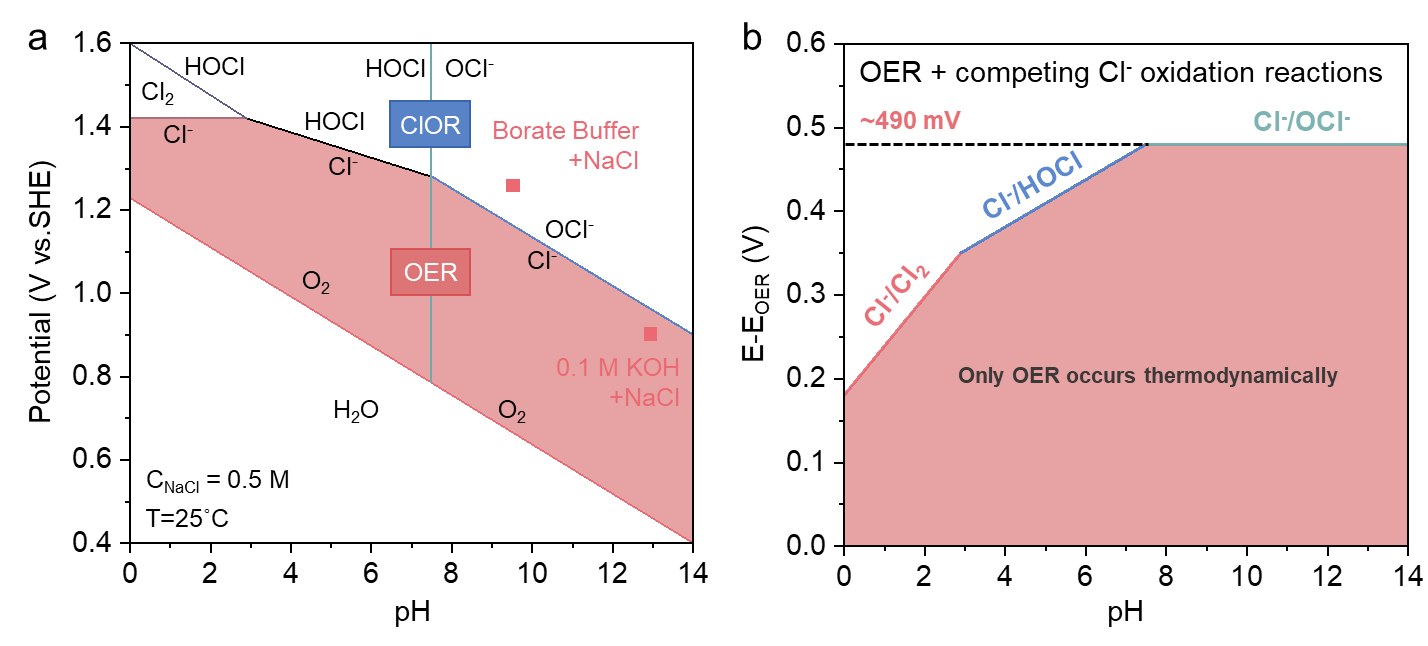 a
1.6
1.4
1.2
1.0
0.8
0.6
0.4
Potential (V vs.SHE)
HOCl
Cl₂
Cl⁻
HOCl
Cl⁻
HOCl
OCl⁻
ClOR
Borate Buffer
+NaCl
OCl⁻
Cl⁻
OER
O₂
0.1 M KOH
+NaCl
H₂O
O₂
C_NaCl = 0.5 M
T=25°C
0 2 4 6 8 10 12 14
pH
b
0.6
0.5
0.4
0.3
0.2
0.1
0.0
E-E_OER (V)
OER + competing Cl⁻ oxidation reactions
~490 mV
Cl⁻/OCl⁻
Cl⁻/HOCl
Cl⁻/Cl₂
Only OER occurs thermodynamically
0 2 4 6 8 10 12 14
pH